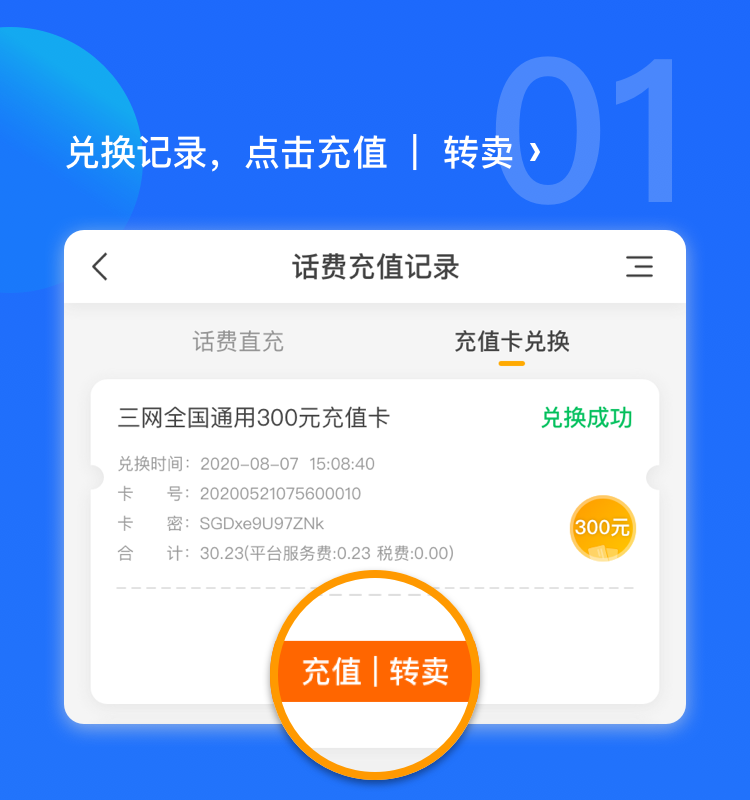 01
兑换记录，点击充值 | 转卖 ›
话费充值记录
话费直充 充值卡兑换
三网全国通用300元充值卡 兑换成功
兑换时间：2020-08-07 15:08:40
卡 号：20200521075600010
卡 密：SGDxe9U97ZNk
300元
合 计：30.23(平台服务费:0.23 税费:0.00)
充值 | 转卖